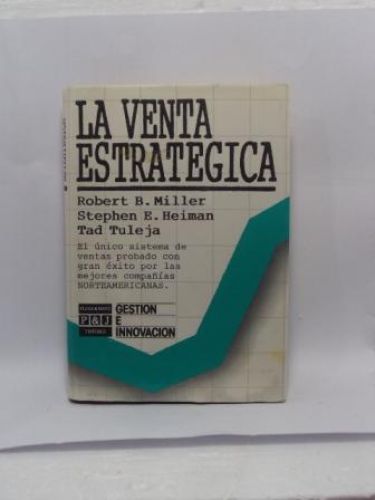 LA VENTA
ESTRATEGICA
Robert B. Miller
Stephen E. Heiman
Tad Tuleja
El único sistema de
ventas probado con
gran éxito por las
mejores compañías
NORTEAMERICANAS.
P&J
GESTION
E
INNOVACION